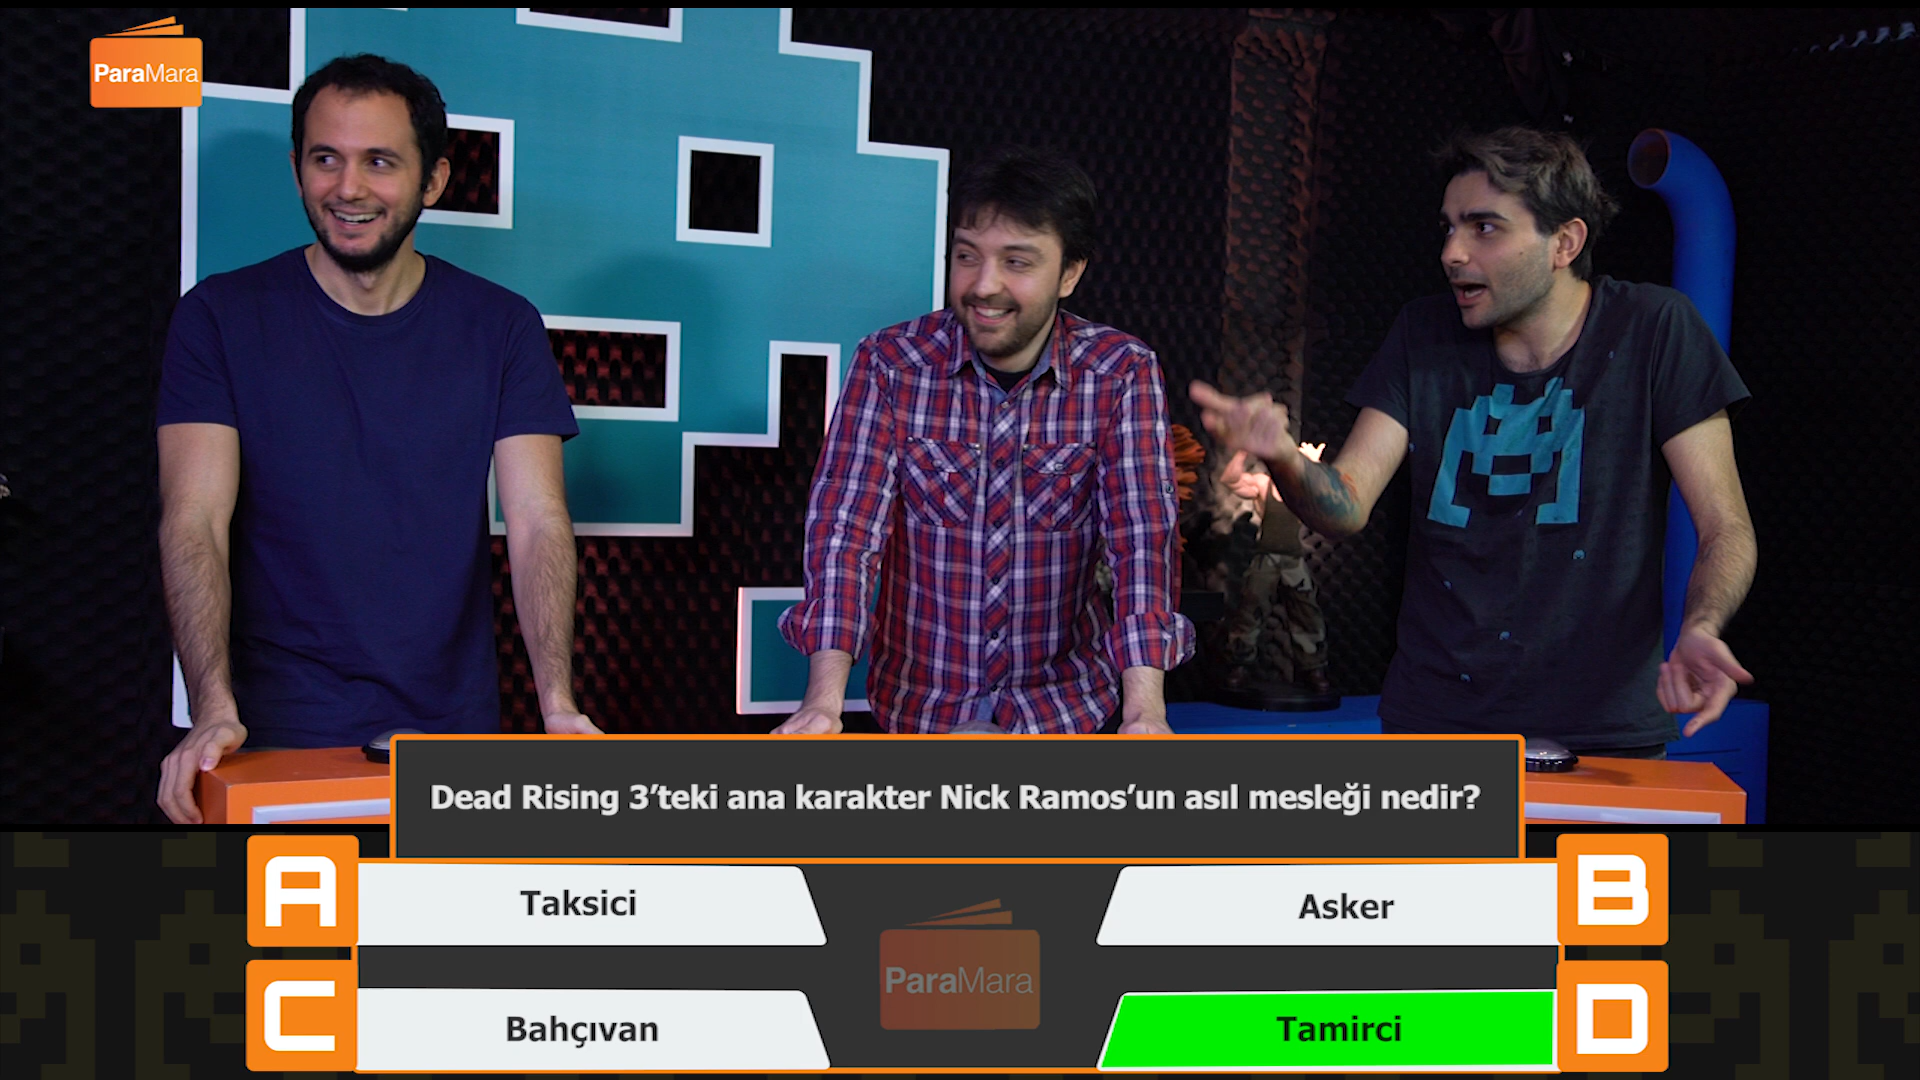 ParaMara
Dead Rising 3’teki ana karakter Nick Ramos’un asıl mesleği nedir?
A
Taksici
Asker
B
C
Bahçıvan
ParaMara
Tamirci
D